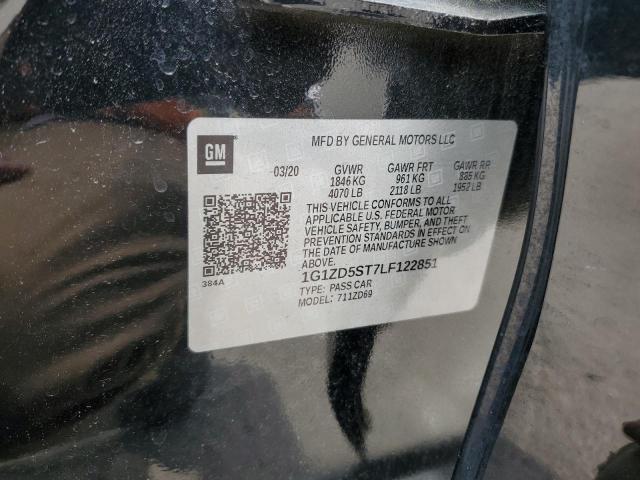 GM
MFD BY GENERAL MOTORS LLC
03/20 GVWR GAWR FRT GAWR RR
1846 KG 961 KG 885 KG
4070 LB 2118 LB 1952 LB
THIS VEHICLE CONFORMS TO ALL
APPLICABLE U.S. FEDERAL MOTOR
VEHICLE SAFETY, BUMPER, AND THEFT
PREVENTION STANDARDS IN EFFECT ON
THE DATE OF MANUFACTURE SHOWN
ABOVE.
384A
1G1ZD5ST7LF122851
TYPE: PASS CAR
MODEL: 711ZD69